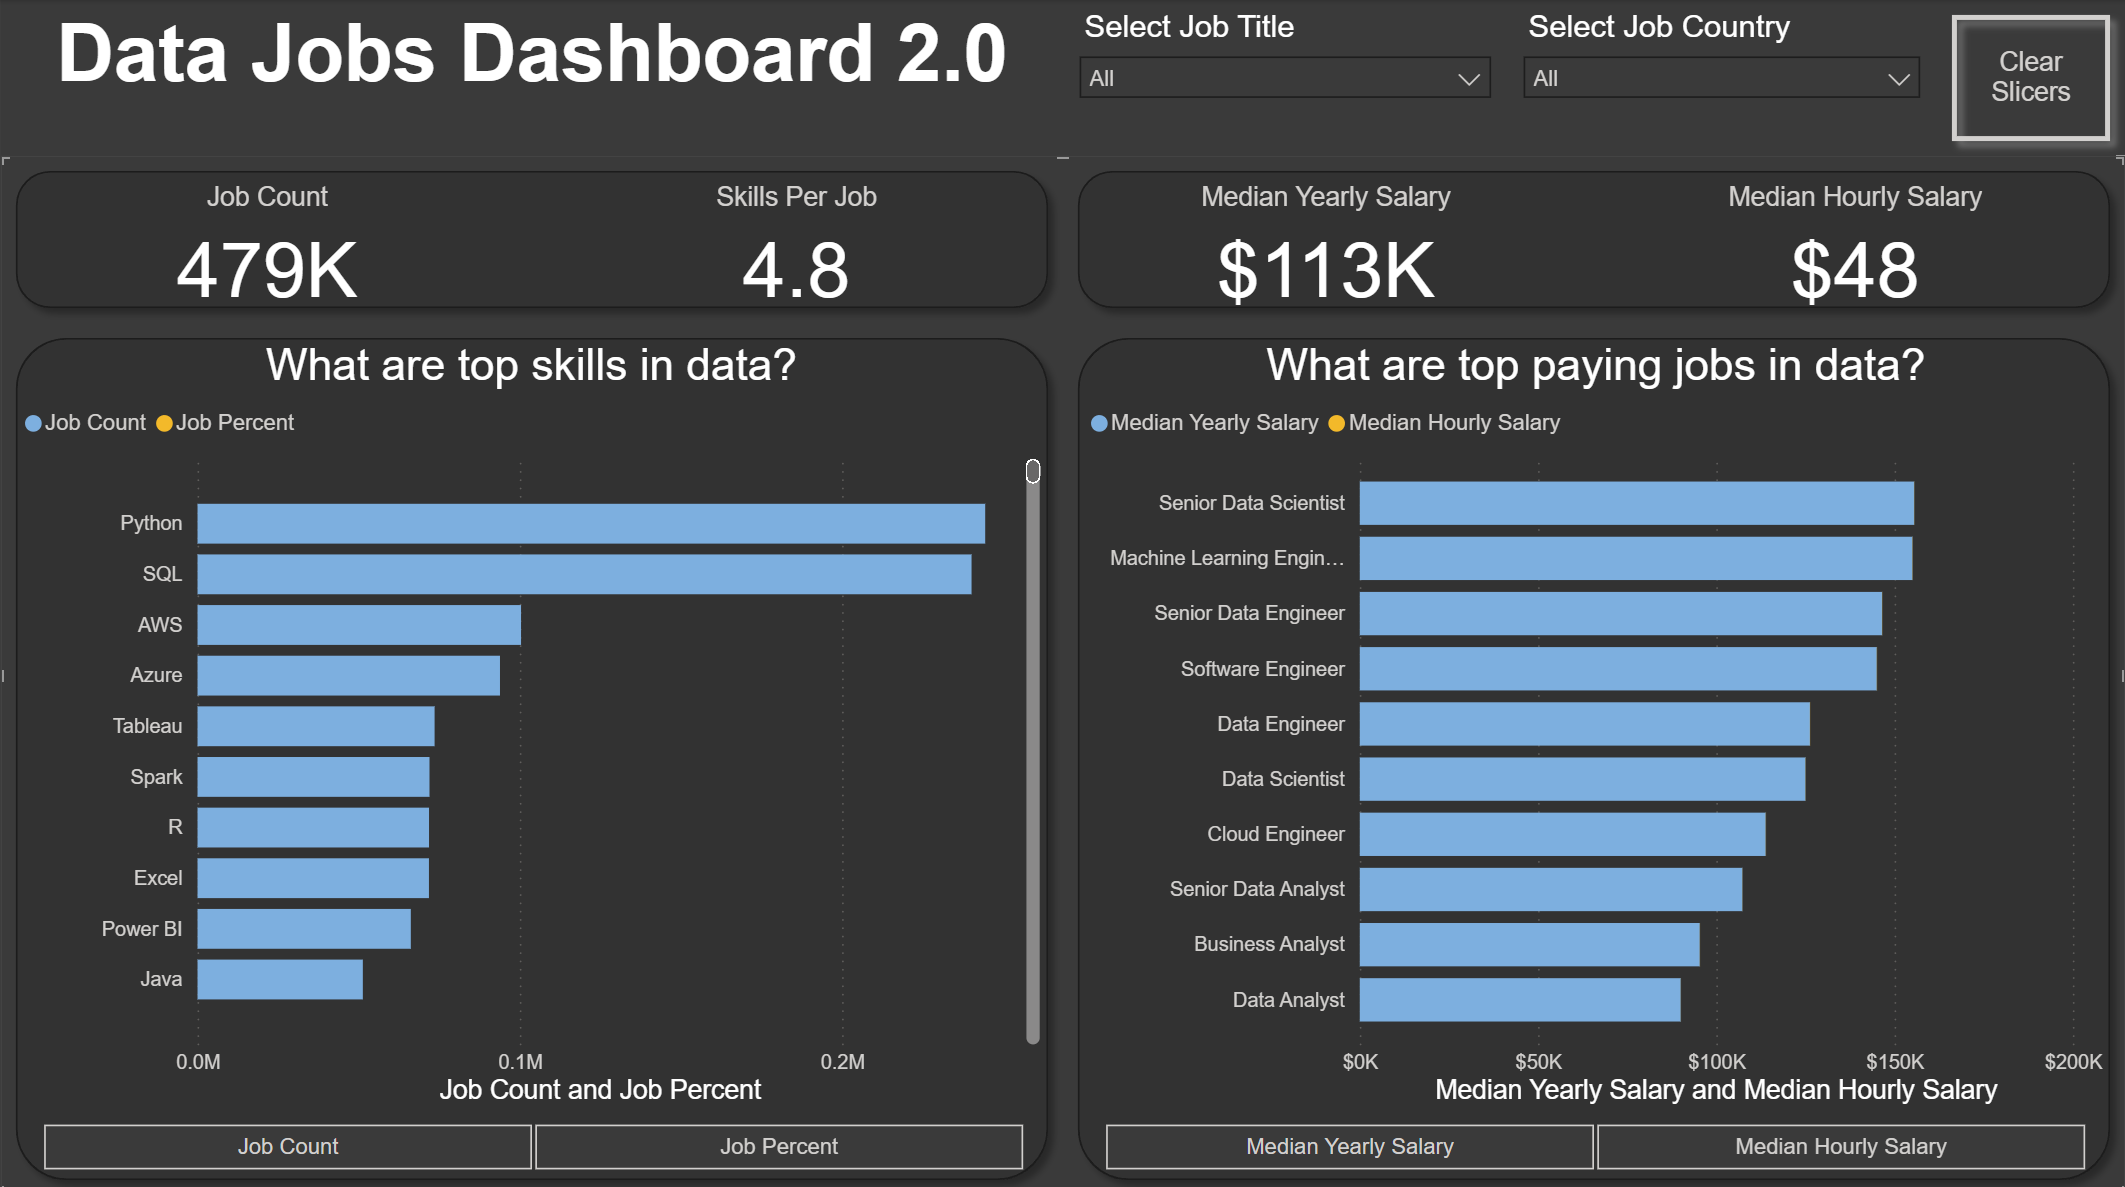 Data Jobs Dashboard 2.0
Select Job Title
All
Select Job Country
All
Clear
Slicers
Job Count
479K
Skills Per Job
4.8
Median Yearly Salary
$113K
Median Hourly Salary
$48
What are top skills in data?
Job Count Job Percent
Python
SQL
AWS
Azure
Tableau
Spark
R
Excel
Power BI
Java
0.0M 0.1M 0.2M
Job Count and Job Percent
Job Count Job Percent
What are top paying jobs in data?
Median Yearly Salary Median Hourly Salary
Senior Data Scientist
Machine Learning Engin…
Senior Data Engineer
Software Engineer
Data Engineer
Data Scientist
Cloud Engineer
Senior Data Analyst
Business Analyst
Data Analyst
$0K $50K $100K $150K $200K
Median Yearly Salary and Median Hourly Salary
Median Yearly Salary Median Hourly Salary